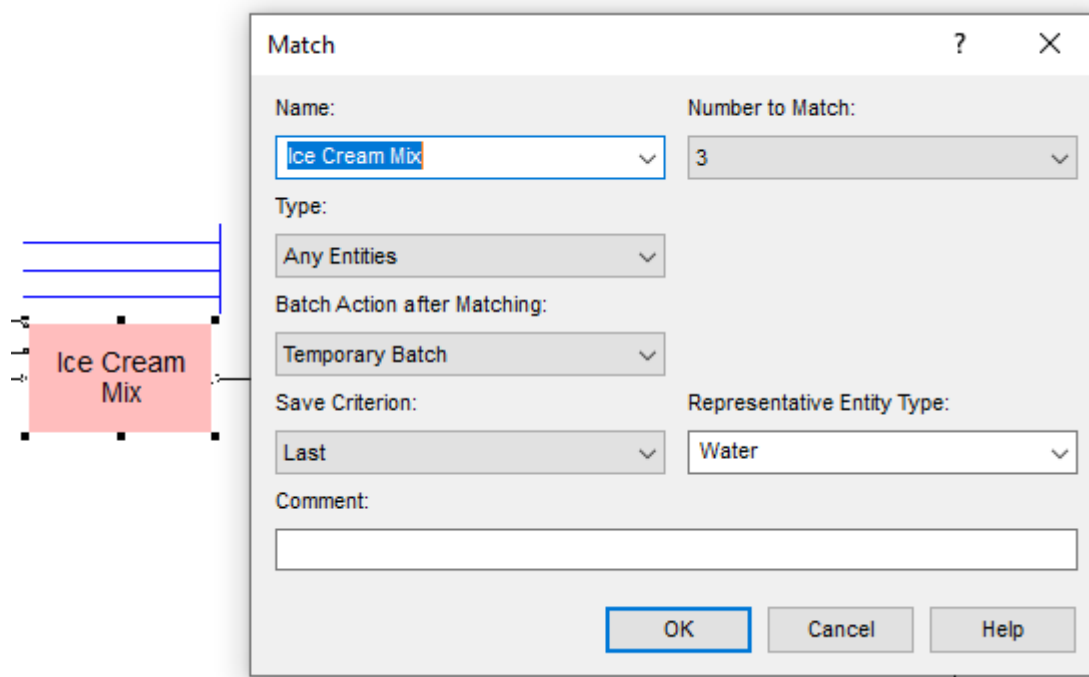 Match
?
Name:
Number to Match:
Ice Cream Mix
3
Type:
Any Entities
Batch Action after Matching:
Temporary Batch
Save Criterion:
Representative Entity Type:
Last
Water
Comment:
OK
Cancel
Help
Ice Cream
Mix